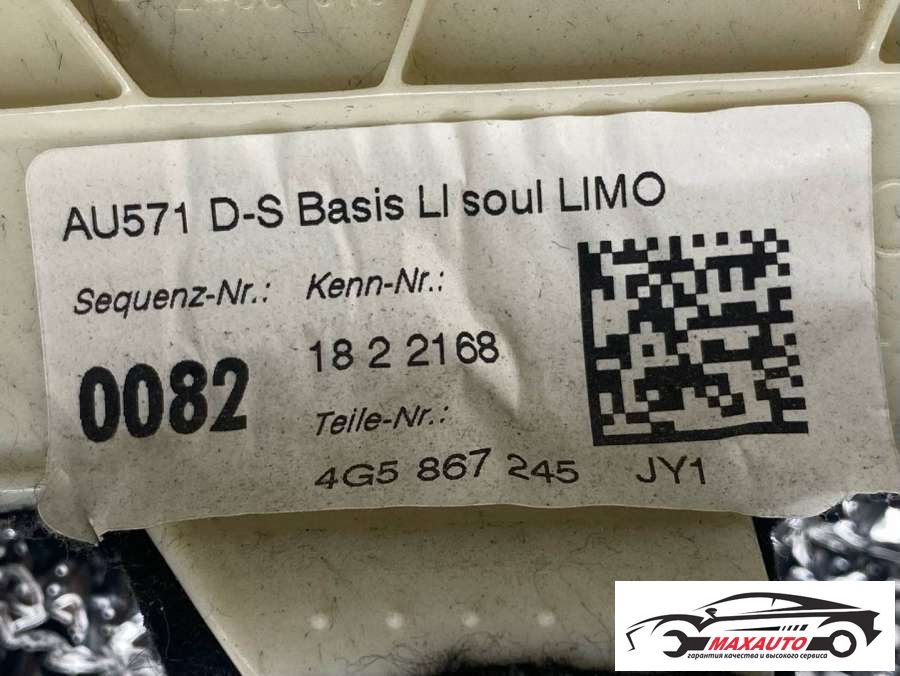 AU571 D-S Basis LI soul LIMO
Sequenz-Nr.: Kenn-Nr.:
0082 18 2 2168
Teile-Nr.:
4G5 867 245 JY1
MAXAUTO
гарантия качества и высокого сервиса